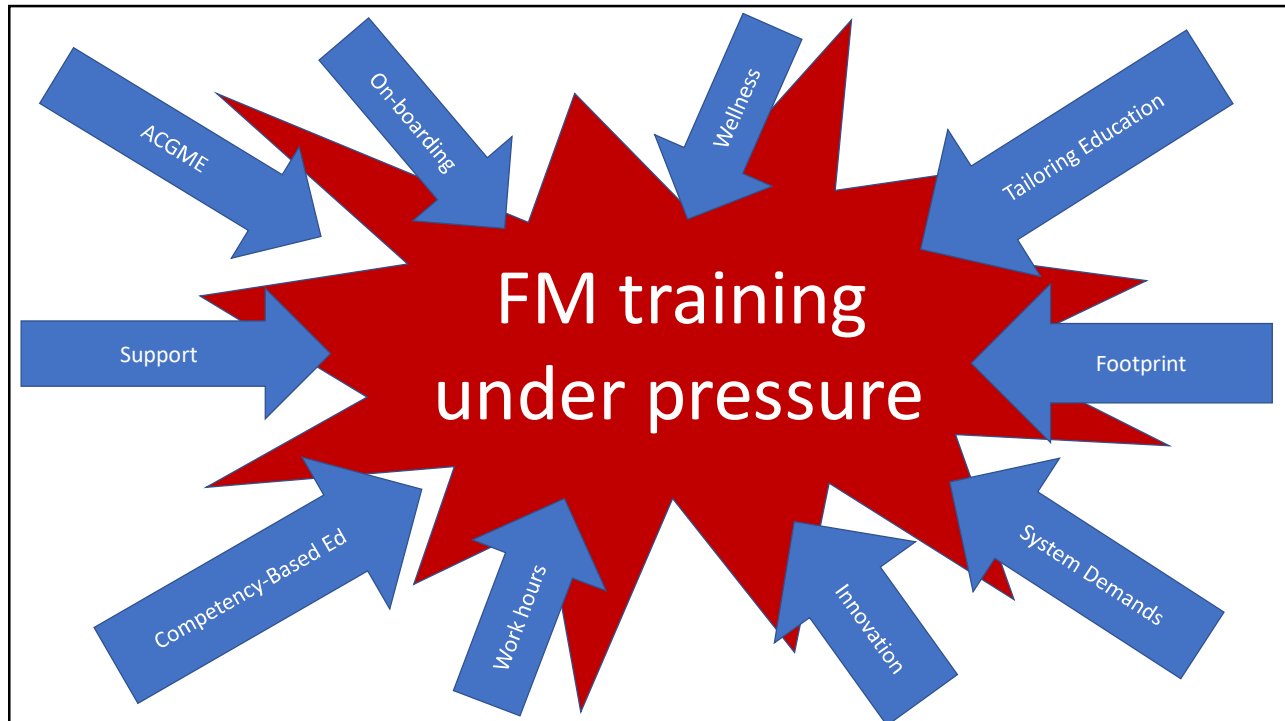 ACGME
On-boarding
Wellness
Tailoring Education
FM training
under pressure
Support
Footprint
Competency-Based Ed
Work hours
Innovation
System Demands